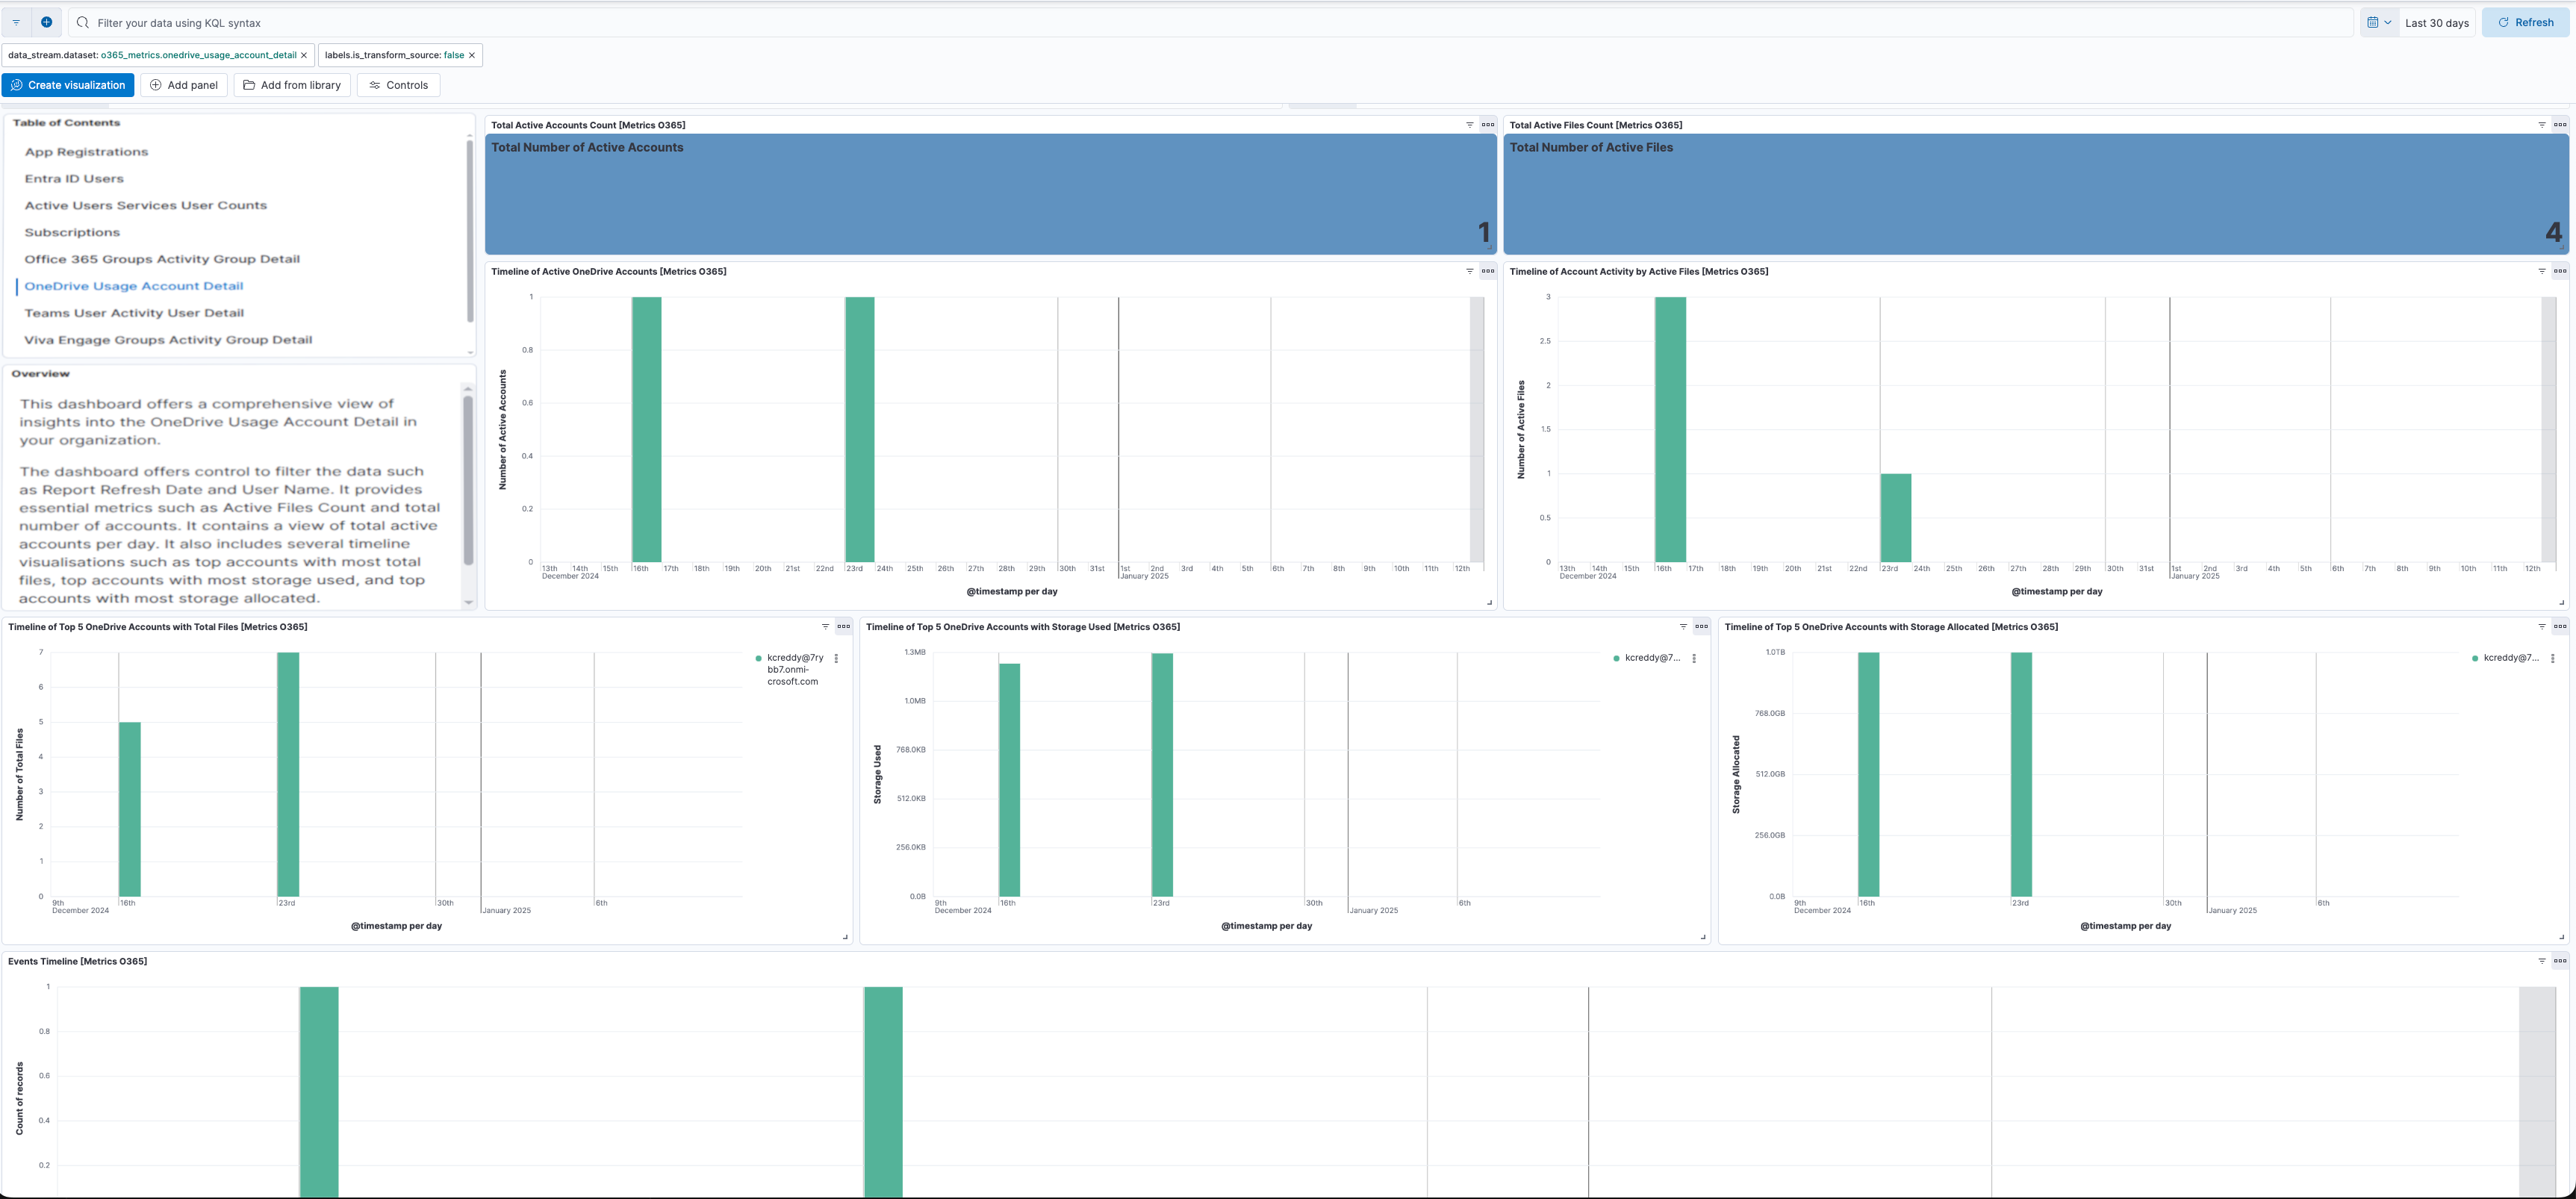 Filter your data using KQL syntax
Last 30 days
Refresh
data_stream.dataset: o365_metrics.onedrive_usage_account_detail ×
labels.is_transform_source: false ×
Create visualization
Add panel
Add from library
Controls
Table of Contents
App Registrations
Entra ID Users
Active Users Services User Counts
Subscriptions
Office 365 Groups Activity Group Detail
OneDrive Usage Account Detail
Teams User Activity User Detail
Viva Engage Groups Activity Group Detail
Overview
This dashboard offers a comprehensive view of
insights into the OneDrive Usage Account Detail in
your organization.
The dashboard offers control to filter the data such
as Report Refresh Date and User Name. It provides
essential metrics such as Active Files Count and total
number of accounts. It contains a view of total active
accounts per day. It also includes several timeline
visualisations such as top accounts with most total
files, top accounts with most storage used, and top
accounts with most storage allocated.
Total Active Accounts Count [Metrics O365]
Total Number of Active Accounts
1
Total Active Files Count [Metrics O365]
Total Number of Active Files
4
Timeline of Active OneDrive Accounts [Metrics O365]
Number of Active Accounts
1
0.8
0.6
0.4
0.2
0
13th 14th 15th 16th 17th 18th 19th 20th 21st 22nd 23rd 24th 25th 26th 27th 28th 29th 30th 31st 1st 2nd 3rd 4th 5th 6th 7th 8th 9th 10th 11th 12th
December 2024 January 2025
@timestamp per day
Timeline of Account Activity by Active Files [Metrics O365]
Number of Active Files
3
2.5
2
1.5
1
0.5
0
13th 14th 15th 16th 17th 18th 19th 20th 21st 22nd 23rd 24th 25th 26th 27th 28th 29th 30th 31st 1st 2nd 3rd 4th 5th 6th 7th 8th 9th 10th 11th 12th
December 2024 January 2025
@timestamp per day
Timeline of Top 5 OneDrive Accounts with Total Files [Metrics O365]
Number of Total Files
7
6
5
4
3
2
1
0
9th 16th 23rd 30th 6th
December 2024 January 2025
@timestamp per day
kcreddy@7ry
bb7.onmi-
crosoft.com
Timeline of Top 5 OneDrive Accounts with Storage Used [Metrics O365]
Storage Used
1.3MB
1.0MB
768.0KB
512.0KB
256.0KB
0.0B
9th 16th 23rd 30th 6th
December 2024 January 2025
@timestamp per day
kcreddy@7...
Timeline of Top 5 OneDrive Accounts with Storage Allocated [Metrics O365]
Storage Allocated
1.0TB
768.0GB
512.0GB
256.0GB
0.0B
9th 16th 23rd 30th 6th
December 2024 January 2025
@timestamp per day
kcreddy@7...
Events Timeline [Metrics O365]
Count of records
1
0.8
0.6
0.4
0.2